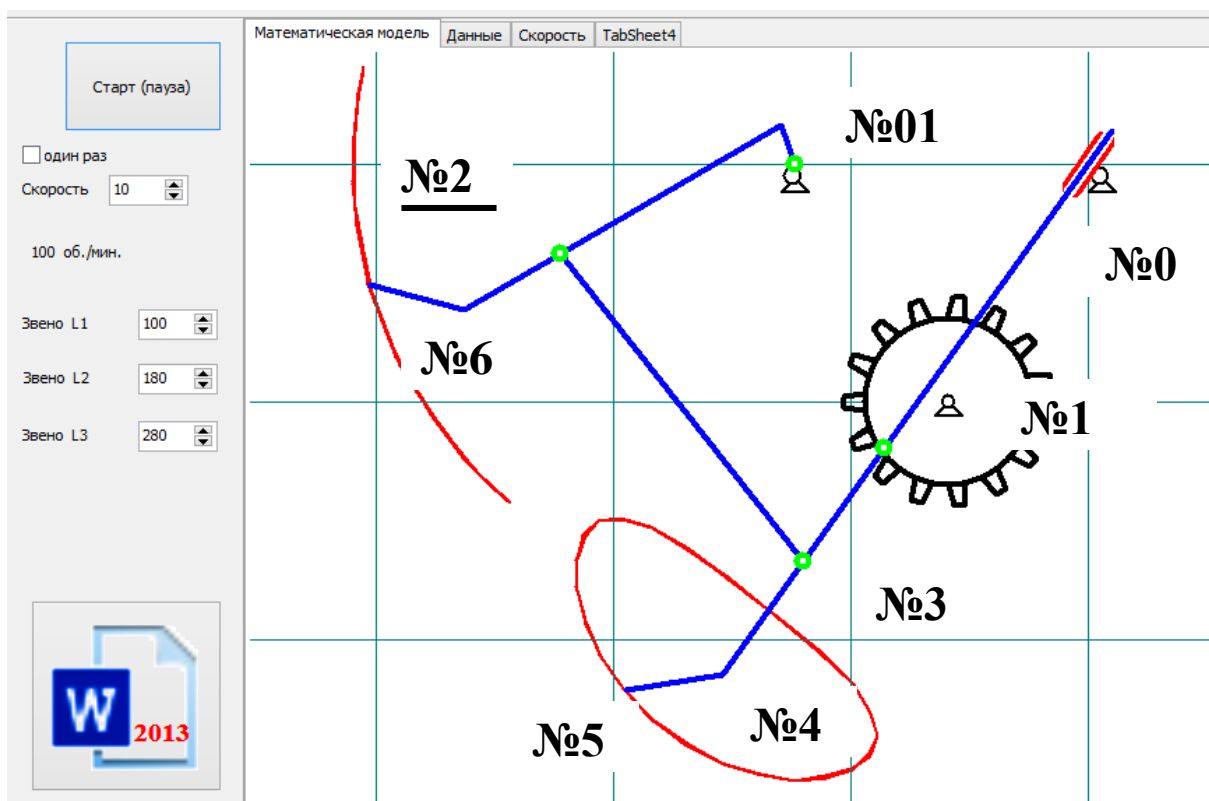 Математическая модель Данные Скорость TabSheet4
Старт (пауза)
один раз
Скорость 10
100 об./мин.
Звено L1 100
Звено L2 180
Звено L3 280
W 2013
№01
№2
№0
№6
№1
№3
№4
№5